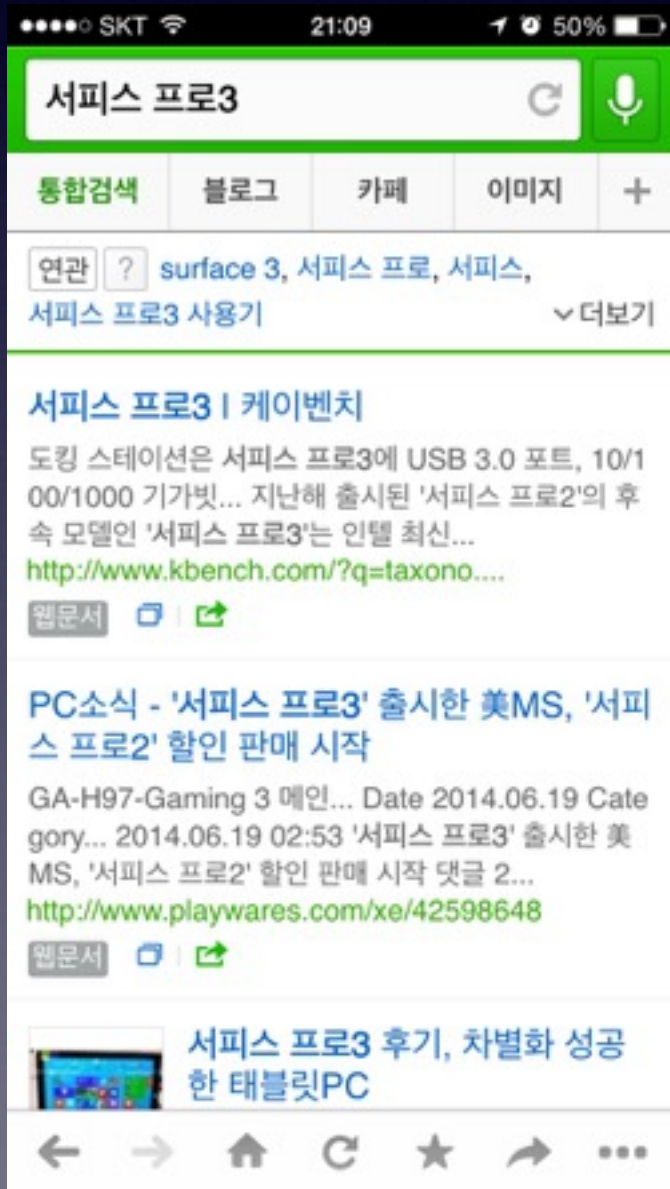 SKT 21:09 50%
서피스 프로3
통합검색 블로그 카페 이미지
연관 ? surface 3, 서피스 프로, 서피스,
서피스 프로3 사용기 더보기
서피스 프로3 | 케이벤치
도킹 스테이션은 서피스 프로3에 USB 3.0 포트, 10/1
00/1000 기가빗... 지난해 출시된 '서피스 프로2'의 후
속 모델인 '서피스 프로3'는 인텔 최신...
http://www.kbench.com/?q=taxono....
웹문서
PC소식 - '서피스 프로3' 출시한 美MS, '서피
스 프로2' 할인 판매 시작
GA-H97-Gaming 3 메인... Date 2014.06.19 Cate
gory... 2014.06.19 02:53 '서피스 프로3' 출시한 美
MS, '서피스 프로2' 할인 판매 시작 댓글 2...
http://www.playwares.com/xe/42598648
웹문서
서피스 프로3 후기, 차별화 성공
한 태블릿PC